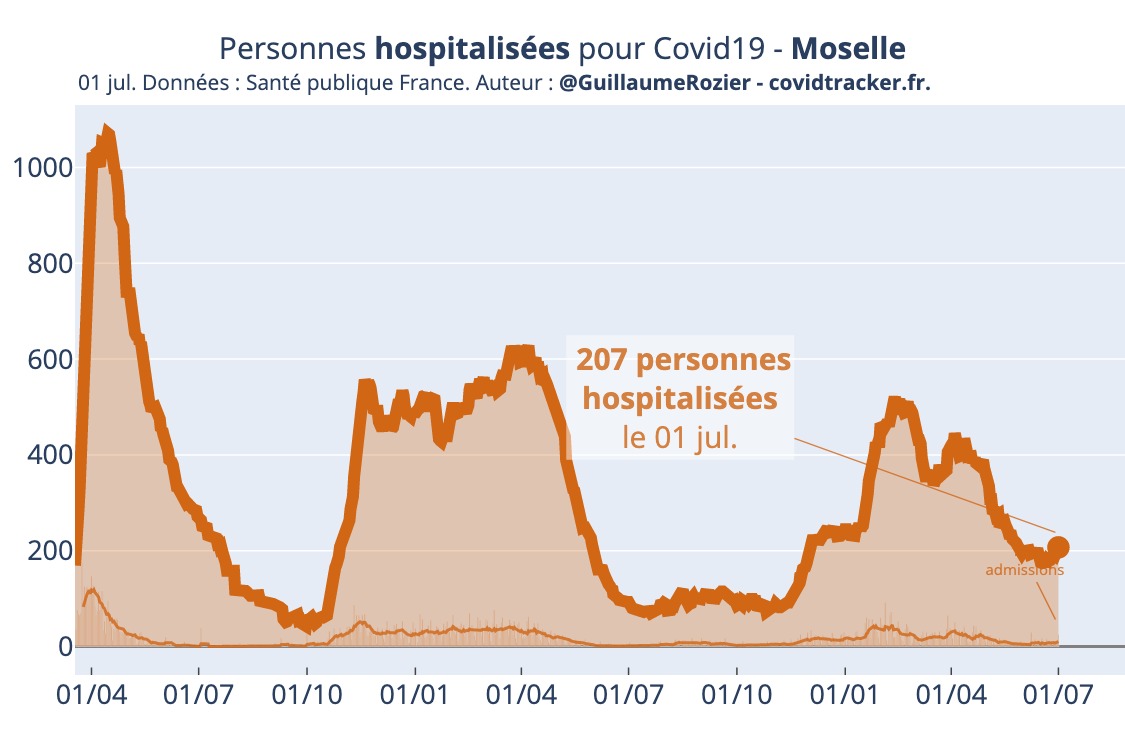 Personnes hospitalisées pour Covid19 - Moselle
01 jul. Données : Santé publique France. Auteur : @GuillaumeRozier - covidtracker.fr.
1000
800
600
400
200
0
207 personnes
hospitalisées
le 01 jul.
admissions
01/04 01/07 01/10 01/01 01/04 01/07 01/10 01/01 01/04 01/07